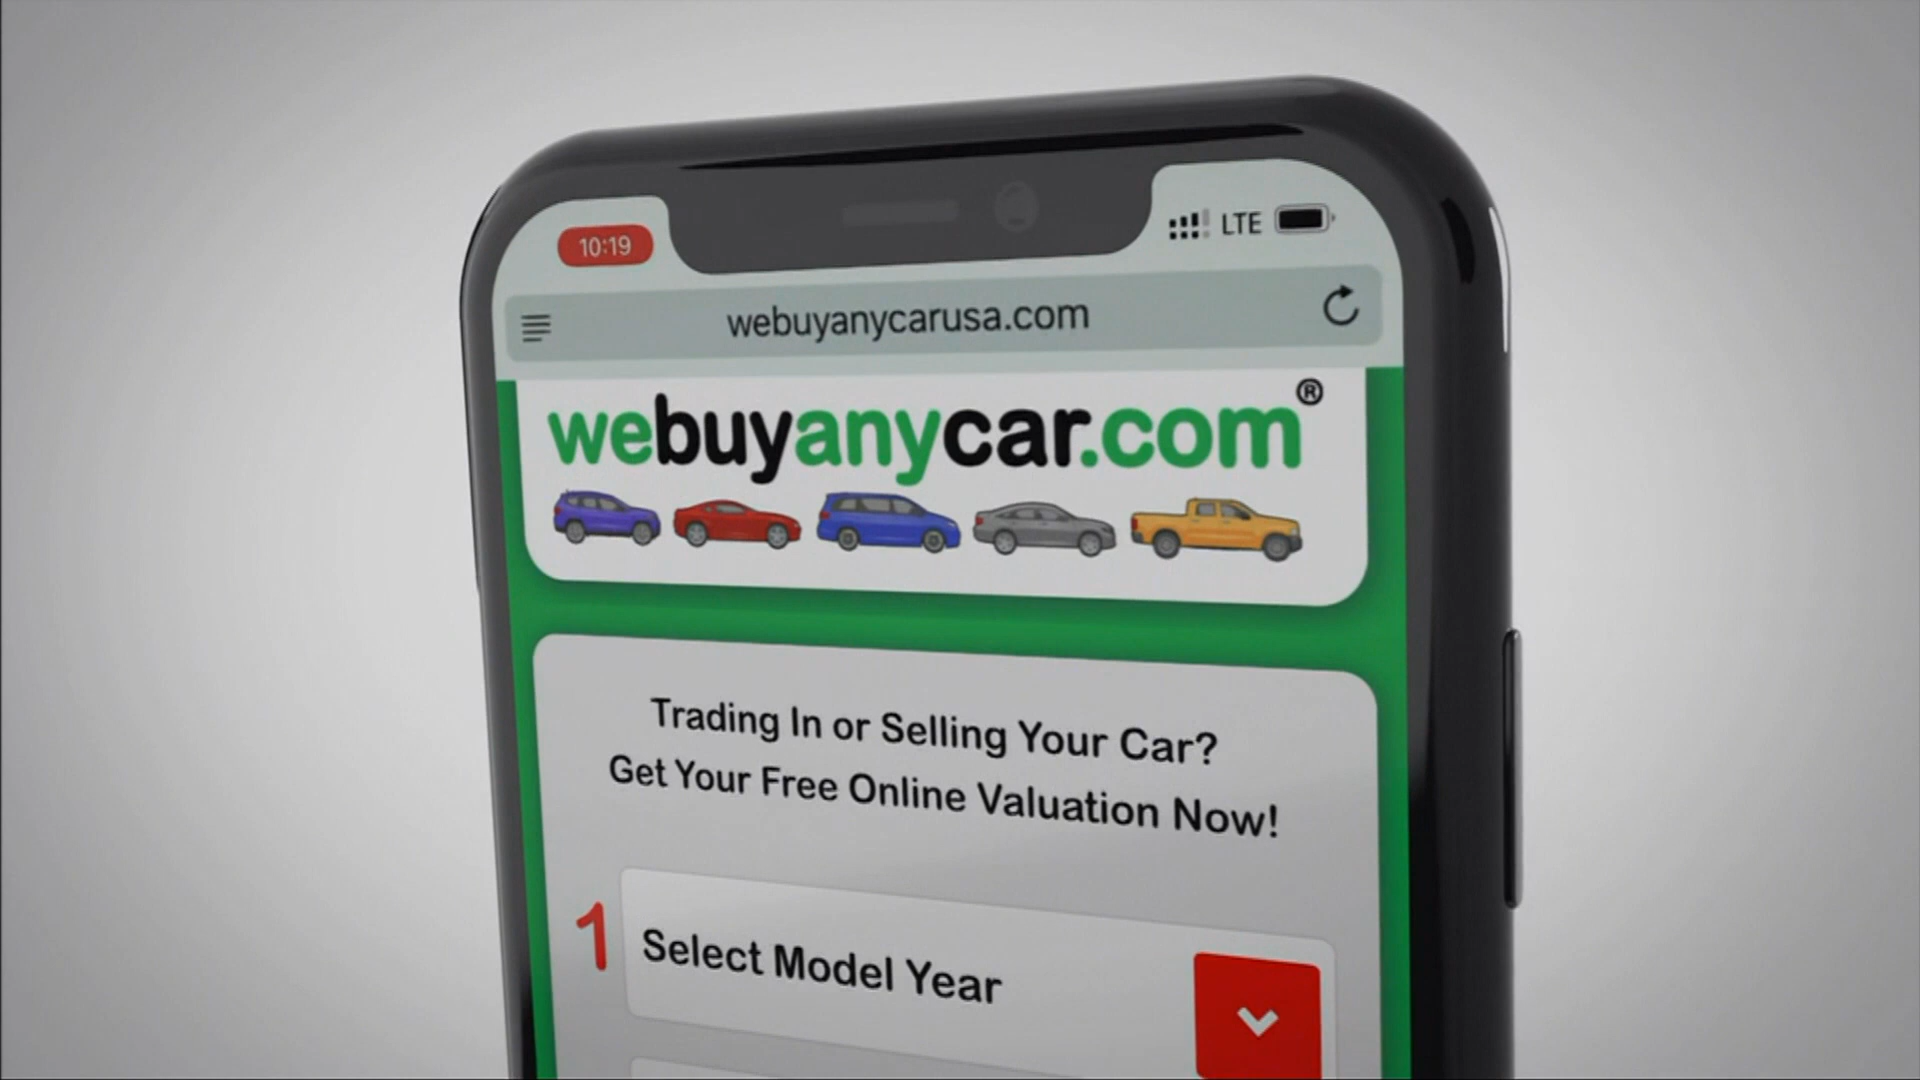 10:19
LTE
webuyanycarusa.com
webuyanycar.com®
Trading In or Selling Your Car?
Get Your Free Online Valuation Now!
1
Select Model Year